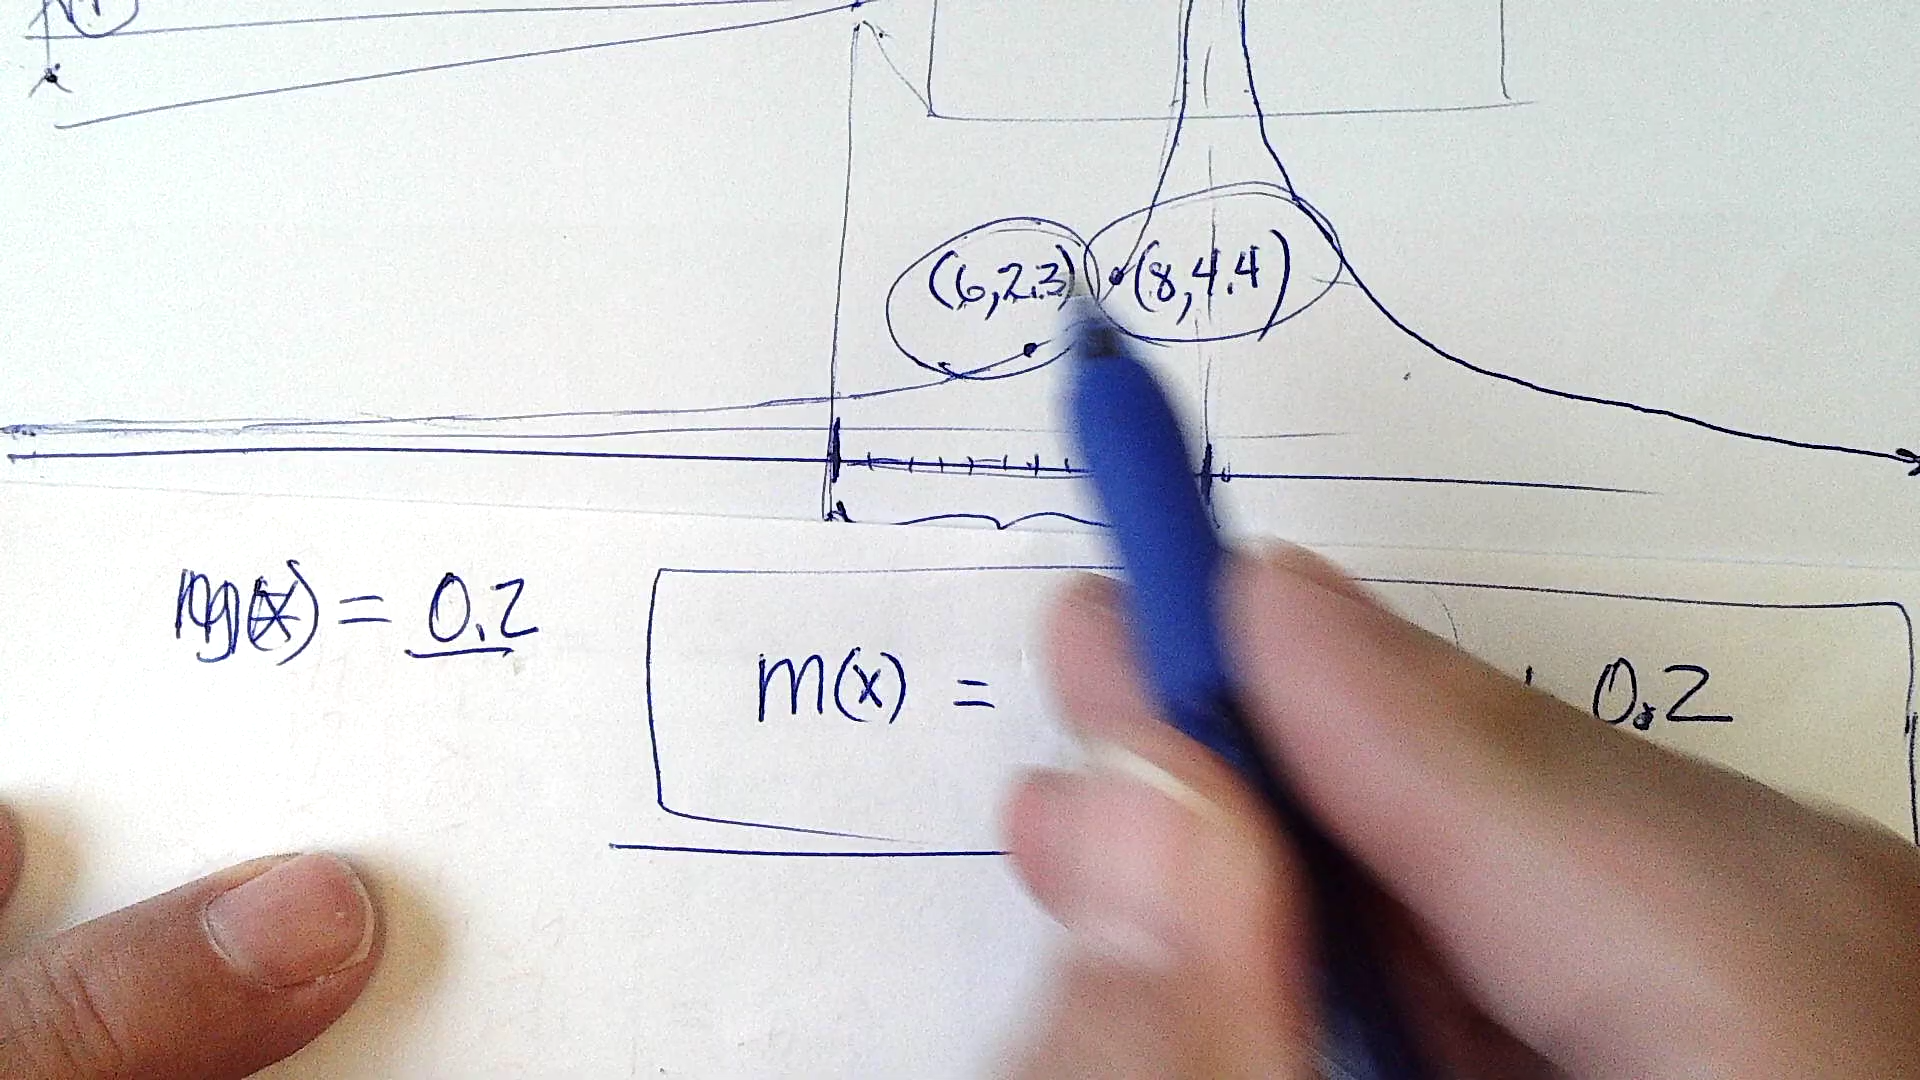 (6,2.3) (8,4.4)
= 0.2
m(x) = 0.2